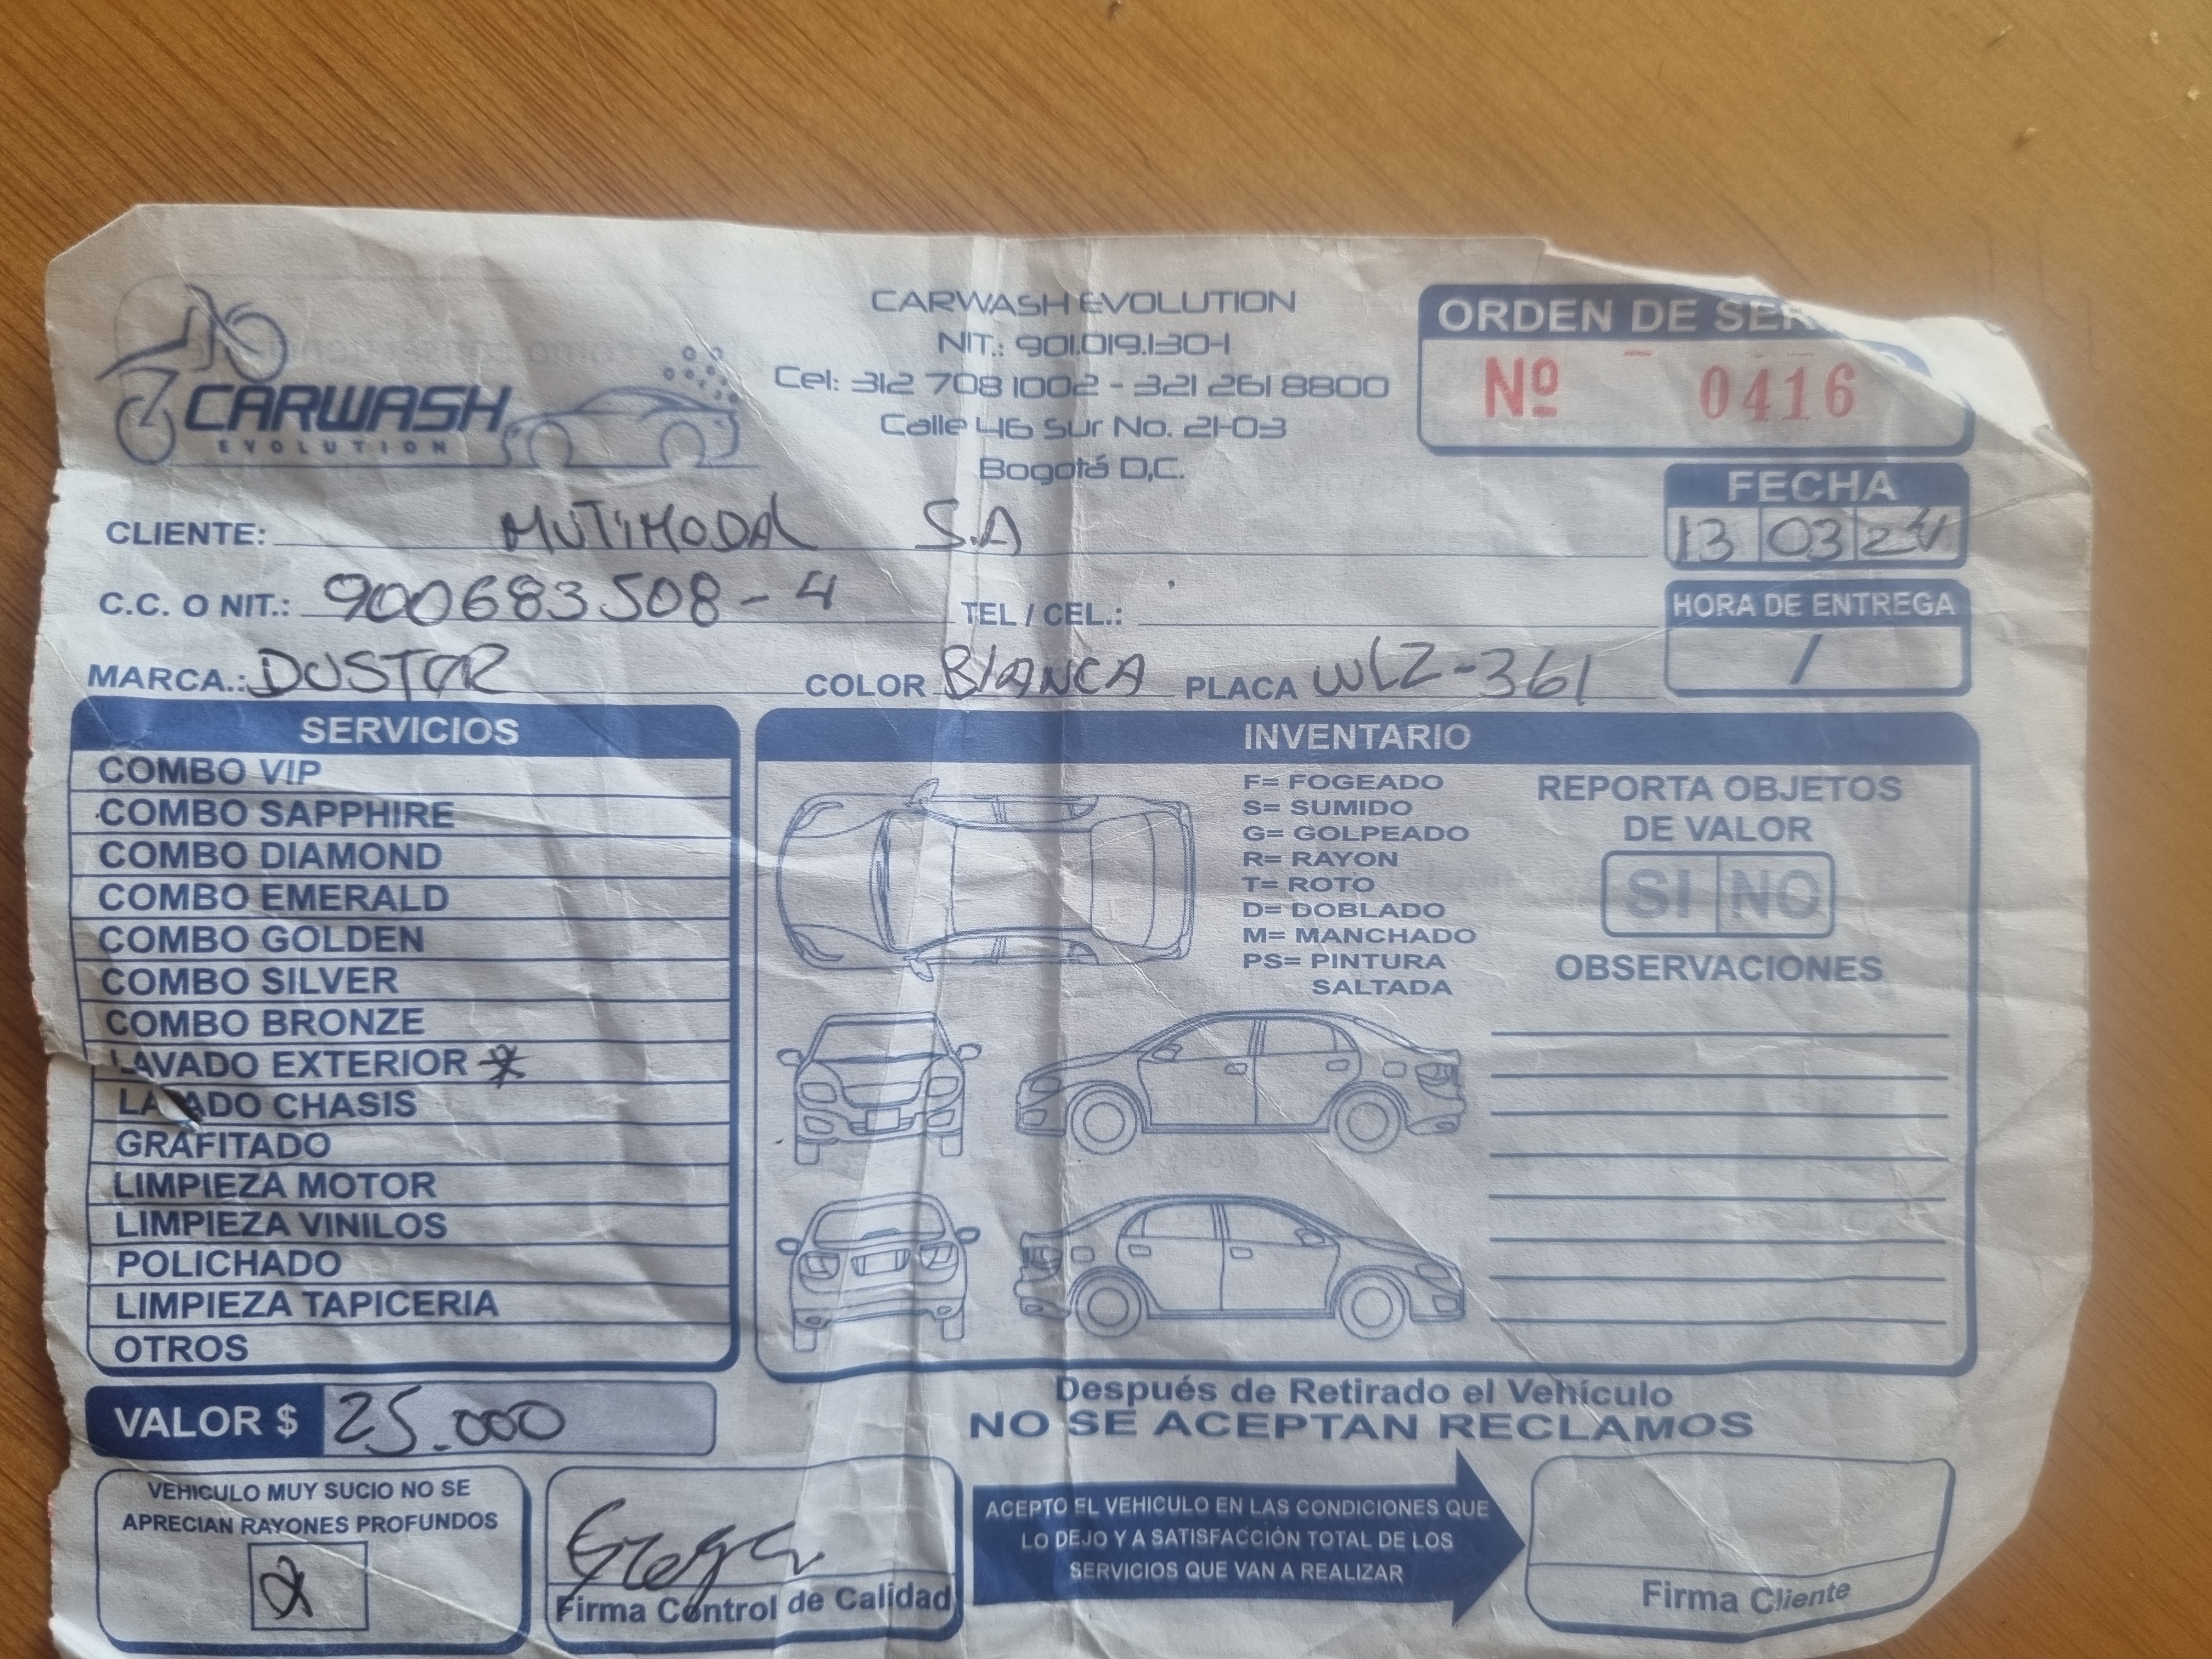 CARWASH
EVOLUTION
CARWASH EVOLUTION
NIT.: 901.019.130-1
Cel: 312 708 1002 - 321 261 8800
Calle 46 Sur No. 21-03
Bogotá D,C.
ORDEN DE SER
Nº 0416
FECHA
13 03 24
CLIENTE: MUTIMODAL S.A
C.C. O NIT.: 900683508-4 TEL / CEL.:
HORA DE ENTREGA
/
MARCA.: DUSTER COLOR BLANCA PLACA WLZ-361
SERVICIOS
COMBO VIP
COMBO SAPPHIRE
COMBO DIAMOND
COMBO EMERALD
COMBO GOLDEN
COMBO SILVER
COMBO BRONZE
LAVADO EXTERIOR X
LAVADO CHASIS
GRAFITADO
LIMPIEZA MOTOR
LIMPIEZA VINILOS
POLICHADO
LIMPIEZA TAPICERIA
OTROS
INVENTARIO
F= FOGEADO
S= SUMIDO
G= GOLPEADO
R= RAYON
T= ROTO
D= DOBLADO
M= MANCHADO
PS= PINTURA
SALTADA
REPORTA OBJETOS
DE VALOR
SI NO
OBSERVACIONES
VALOR $ 25.000
Después de Retirado el Vehículo
NO SE ACEPTAN RECLAMOS
VEHICULO MUY SUCIO NO SE
APRECIAN RAYONES PROFUNDOS
X
Firma Control de Calidad
ACEPTO EL VEHICULO EN LAS CONDICIONES QUE
LO DEJO Y A SATISFACCIÓN TOTAL DE LOS
SERVICIOS QUE VAN A REALIZAR
Firma Cliente